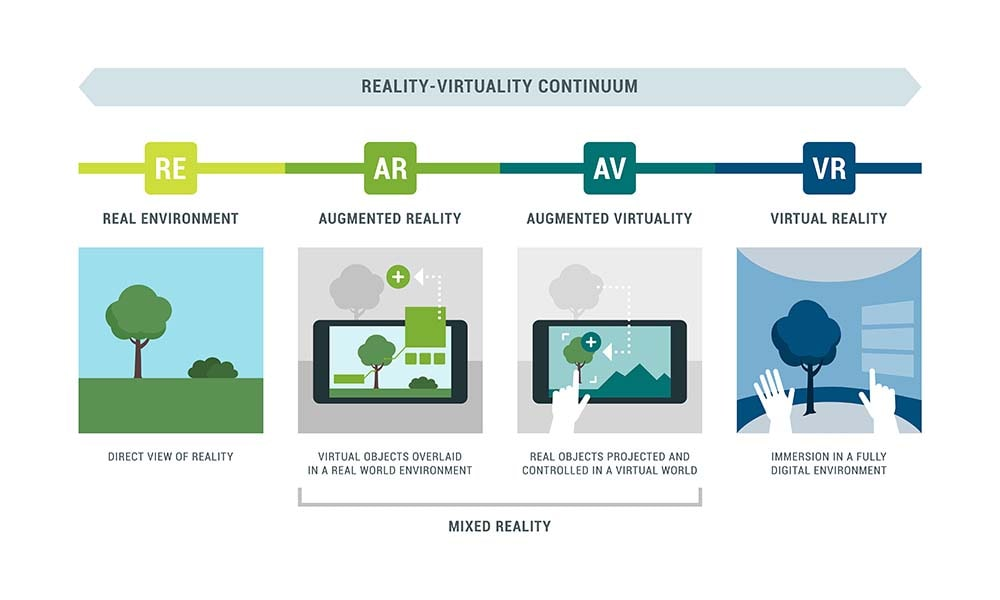 REALITY-VIRTUALITY CONTINUUM
RE
AR
AV
VR
REAL ENVIRONMENT
AUGMENTED REALITY
AUGMENTED VIRTUALITY
VIRTUAL REALITY
DIRECT VIEW OF REALITY
VIRTUAL OBJECTS OVERLAID
IN A REAL WORLD ENVIRONMENT
REAL OBJECTS PROJECTED AND
CONTROLLED IN A VIRTUAL WORLD
IMMERSION IN A FULLY
DIGITAL ENVIRONMENT
MIXED REALITY